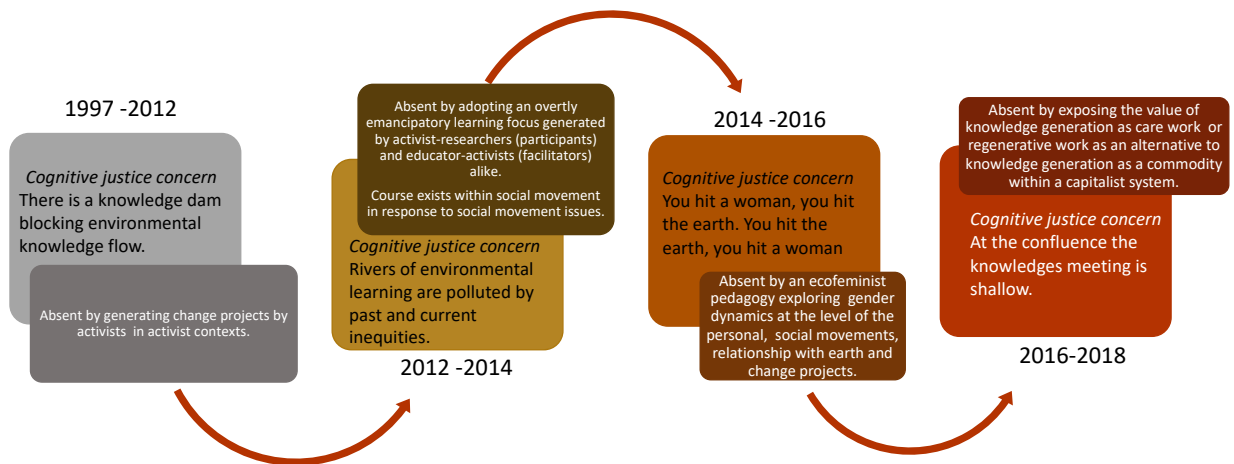 1997 -2012
Cognitive justice concern
There is a knowledge dam
blocking environmental
knowledge flow.
Absent by generating change projects by
activists in activist contexts.
Absent by adopting an overtly
emancipatory learning focus generated
by activist-researchers (participants)
and educator-activists (facilitators)
alike.
Course exists within social movement
in response to social movement issues.
Cognitive justice concern
Rivers of environmental
learning are polluted by
past and current
inequities.
2012 -2014
2014 -2016
Cognitive justice concern
You hit a woman, you hit
the earth. You hit the
earth, you hit a woman
Absent by an ecofeminist
pedagogy exploring gender
dynamics at the level of the
personal, social movements,
relationship with earth and
change projects.
Absent by exposing the value of
knowledge generation as care work or
regenerative work as an alternative to
knowledge generation as a commodity
within a capitalist system.
Cognitive justice concern
At the confluence the
knowledges meeting is
shallow.
2016-2018